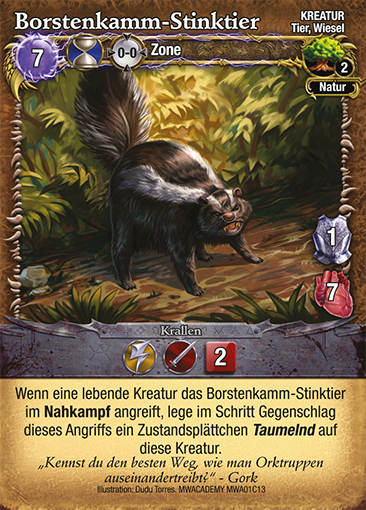 Borstenkamm-Stinktier
KREATUR
Tier, Wiesel
7
0-0
Zone
2
Natur
1
7
Krallen
2
Wenn eine lebende Kreatur das Borstenkamm-Stinktier
im Nahkampf angreift, lege im Schritt Gegenschlag
dieses Angriffs ein Zustandsplättchen Taumelnd auf
diese Kreatur.
„Kennst du den besten Weg, wie man Orktruppen
auseinandertreibt?“ - Gork
Illustration: Dudu Torres. MWACADEMY MWA01C13